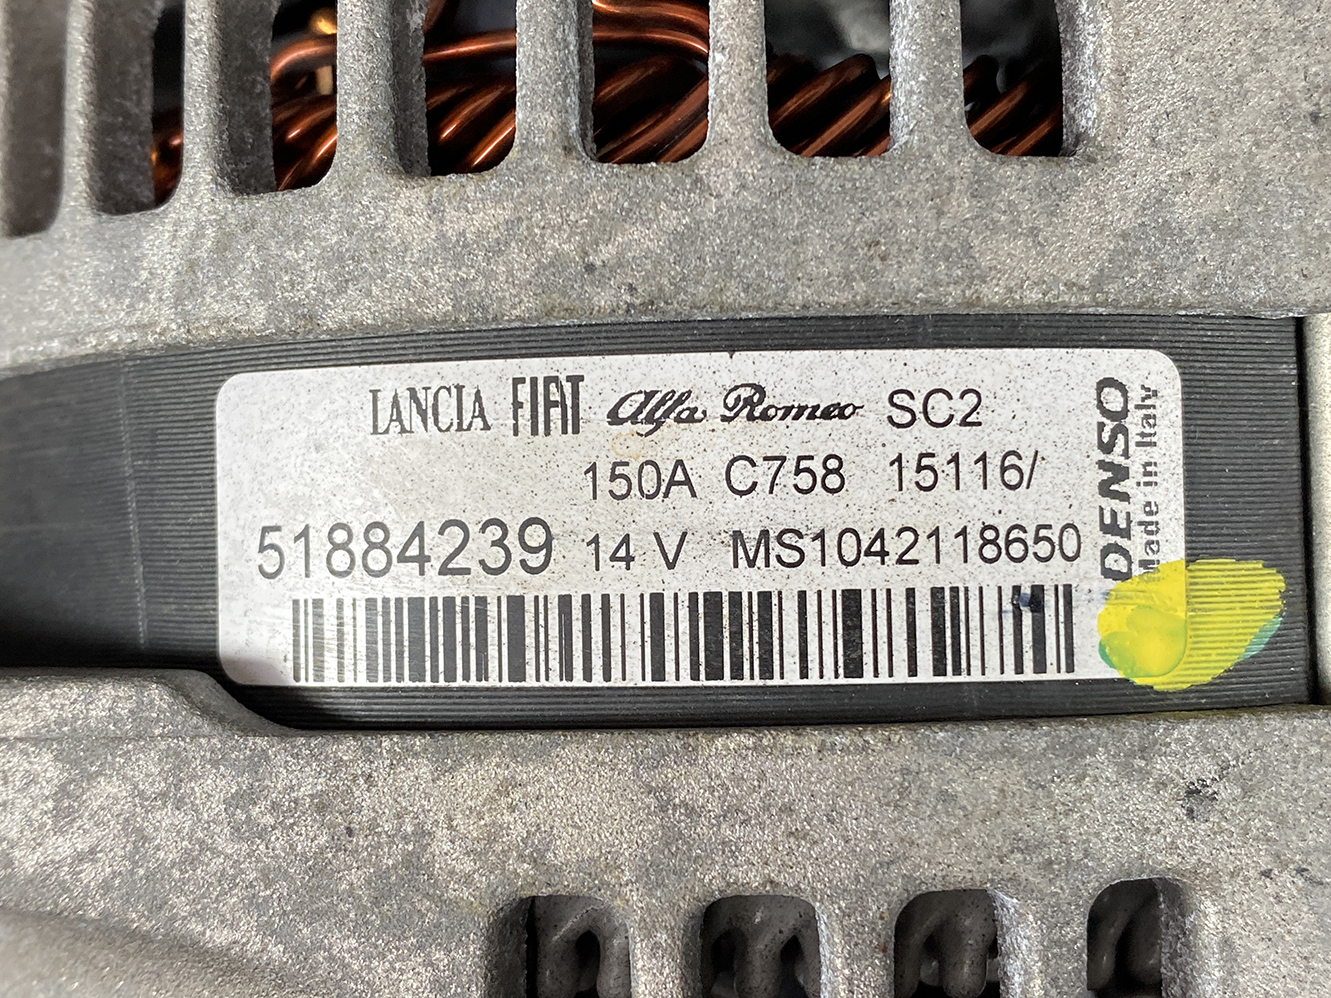 LANCIA FIAT Alfa Romeo SC2
150A C758 15116/
51884239 14 V MS1042118650
DENSO
Made in Italy